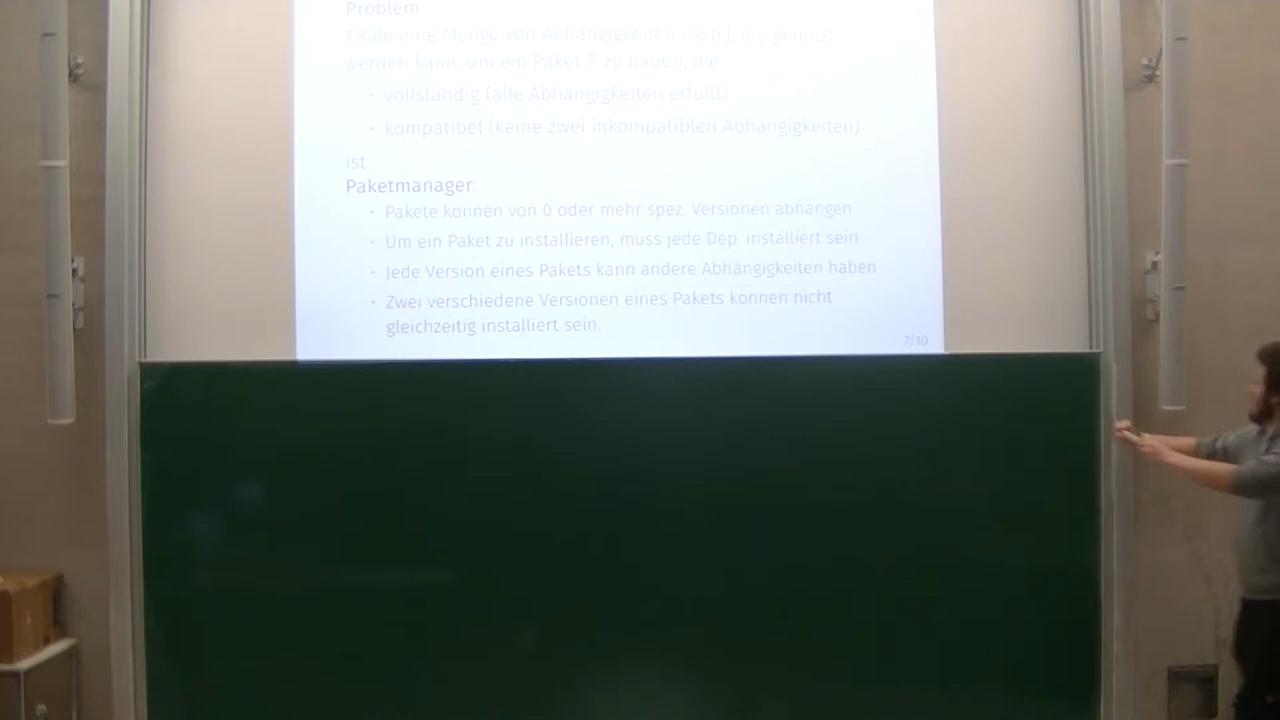 Problem
Finde eine Menge von Abhängigkeiten (Dep.), die genutzt
werden kann, um ein Paket P zu bauen, die
· vollständig (alle Abhängigkeiten erfüllt)
· kompatibel (keine zwei inkompatiblen Abhängigkeiten)
ist
Paketmanager:
· Pakete können von 0 oder mehr spez. Versionen abhängen
· Um ein Paket zu installieren, muss jede Dep. installiert sein
· Jede Version eines Pakets kann andere Abhängigkeiten haben
· Zwei verschiedene Versionen eines Pakets können nicht
gleichzeitig installiert sein.
7/30